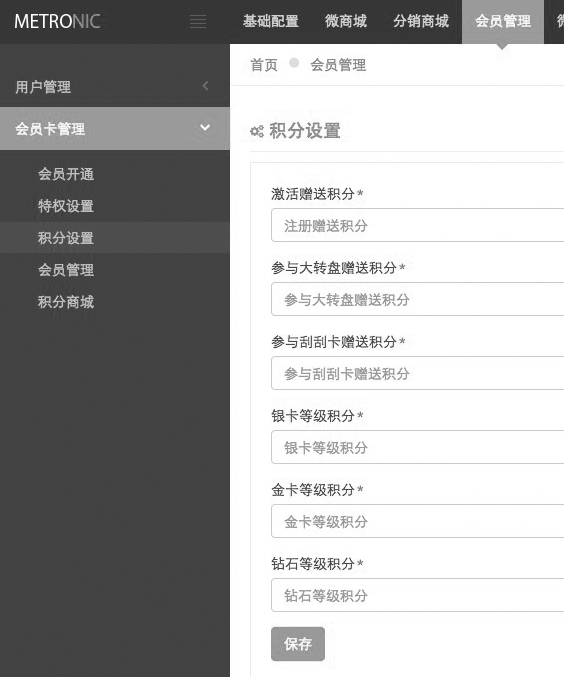 METRONIC
基础配置 微商城 分销商城 会员管理
首页 会员管理
用户管理
会员卡管理
会员开通
特权设置
积分设置
会员管理
积分商城
积分设置
激活赠送积分*
注册赠送积分
参与大转盘赠送积分*
参与大转盘赠送积分
参与刮刮卡赠送积分*
参与刮刮卡赠送积分
银卡等级积分*
银卡等级积分
金卡等级积分*
金卡等级积分
钻石等级积分*
钻石等级积分
保存